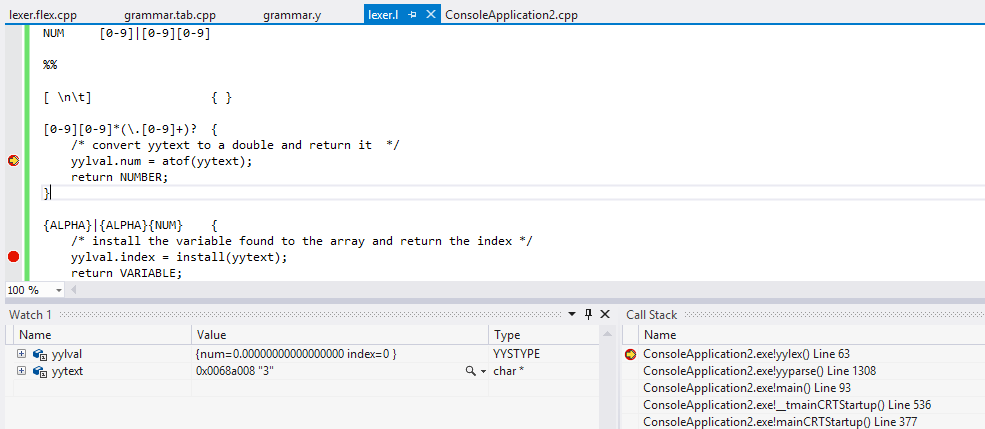 lexer.flex.cpp grammar.tab.cpp grammar.y lexer.l ConsoleApplication2.cpp
NUM [0-9]|[0-9][0-9]
%%
[ \n\t] { }
[0-9][0-9]*(\.[0-9]+)? {
/* convert yytext to a double and return it */
yylval.num = atof(yytext);
return NUMBER;
}
{ALPHA}|{ALPHA}{NUM} {
/* install the variable found to the array and return the index */
yylval.index = install(yytext);
return VARIABLE;
100 %
Watch 1
Name Value Type
yylval {num=0.00000000000000000 index=0 } YYSTYPE
yytext 0x0068a008 "3" char *
Call Stack
Name
ConsoleApplication2.exe!yylex() Line 63
ConsoleApplication2.exe!yyparse() Line 1308
ConsoleApplication2.exe!main() Line 93
ConsoleApplication2.exe!__tmainCRTStartup() Line 536
ConsoleApplication2.exe!mainCRTStartup() Line 377